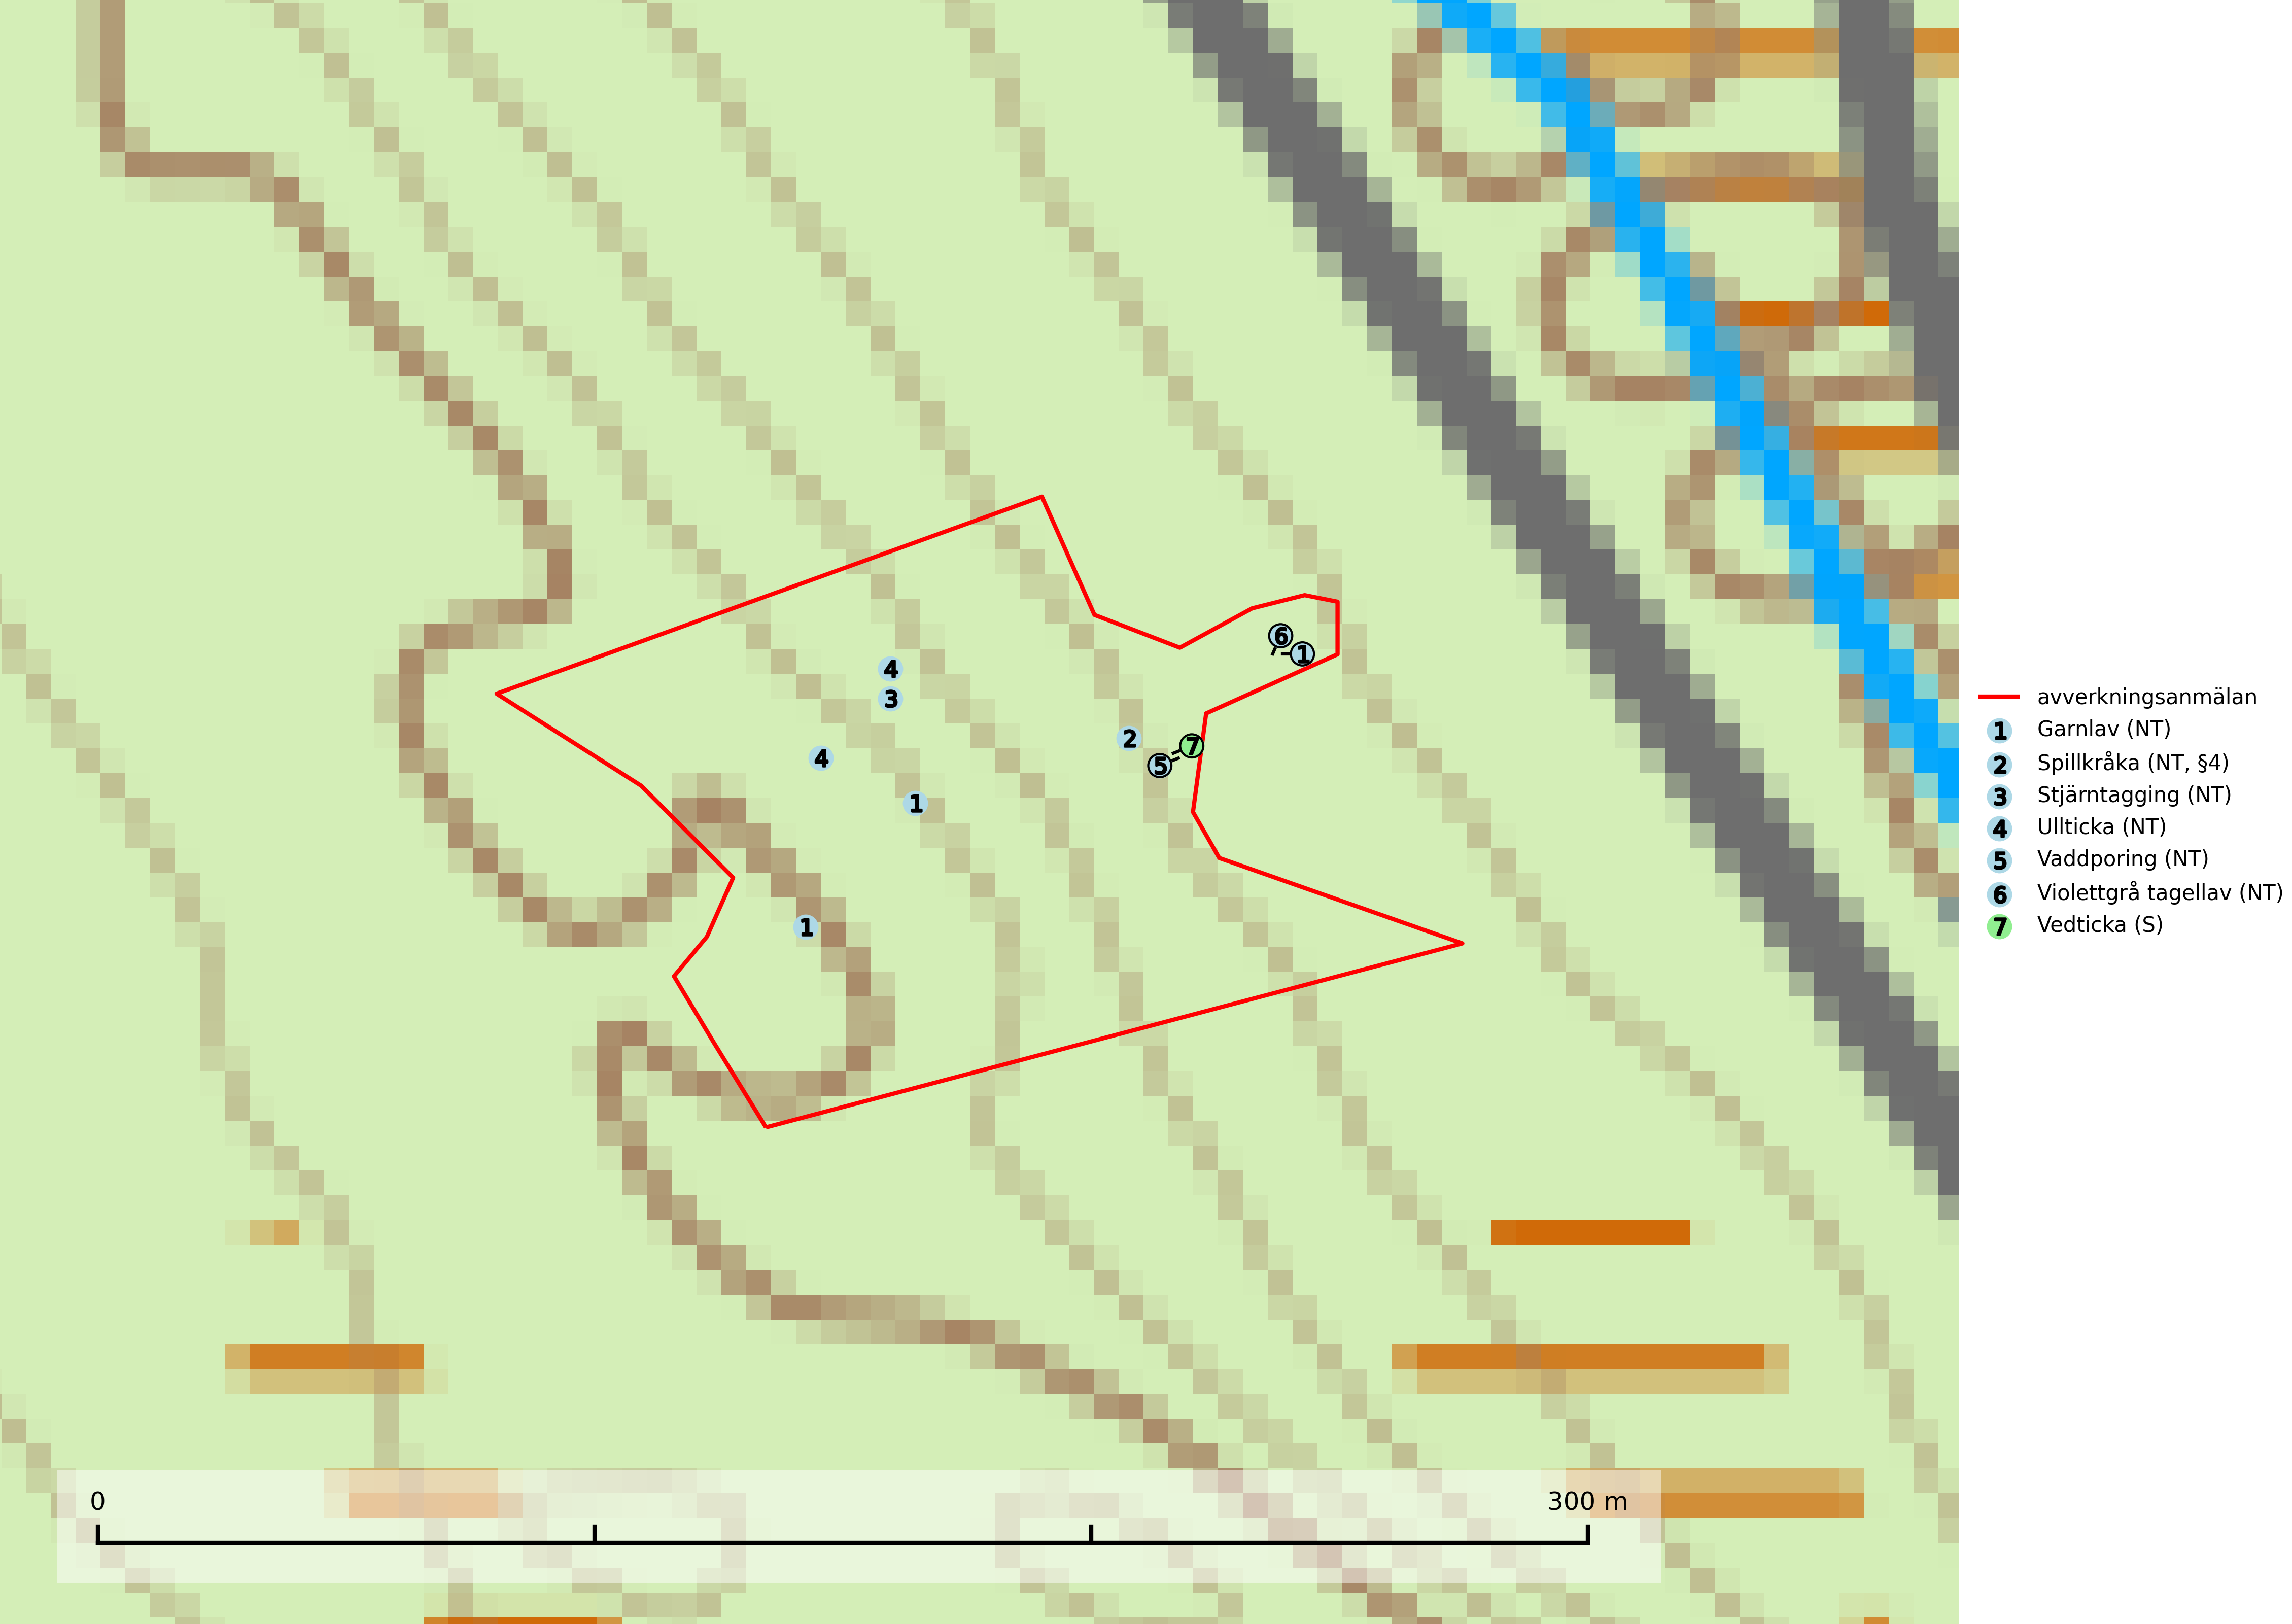 6
1
4
3
2
7
4
5
1
1
avverkningsanmälan
1 Garnlav (NT)
2 Spillkråka (NT, §4)
3 Stjärntagging (NT)
4 Ullticka (NT)
5 Vaddporing (NT)
6 Violettgrå tagellav (NT)
7 Vedticka (S)
0 300 m